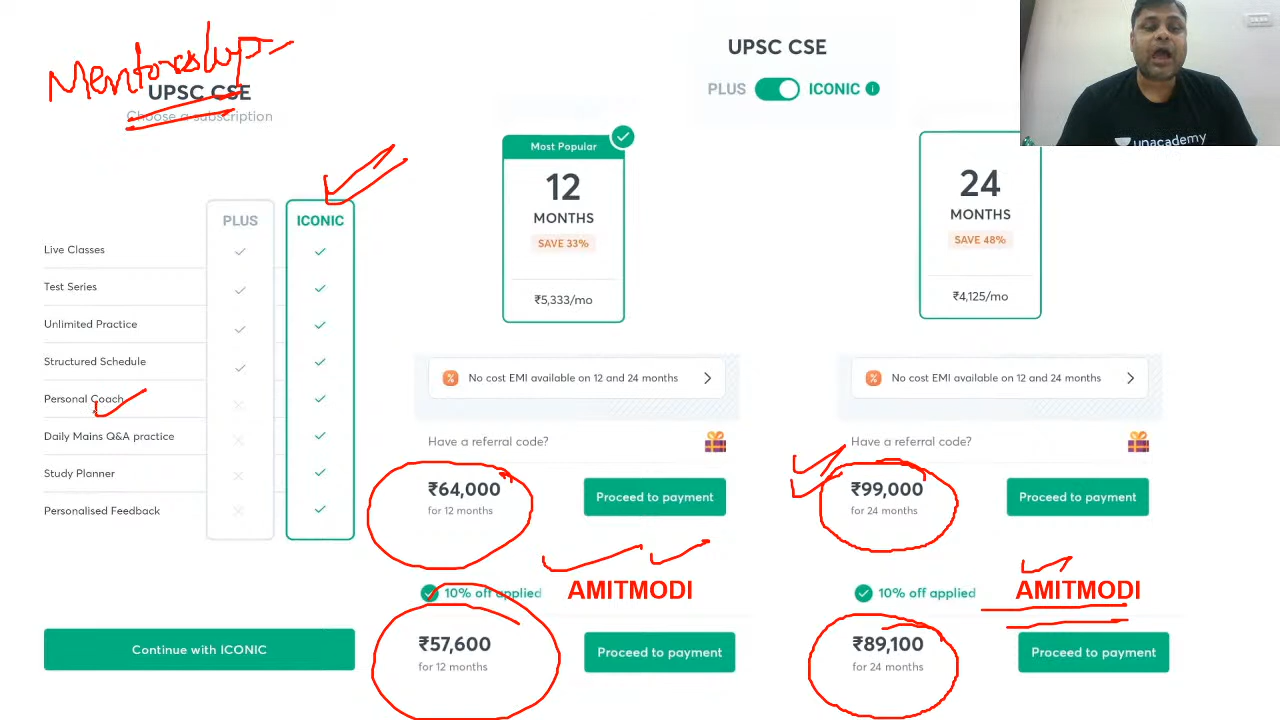 Mentorship
UPSC CSE
Choose a subscription
PLUS
ICONIC
Live Classes
Test Series
Unlimited Practice
Structured Schedule
Personal Coach
Daily Mains Q&A practice
Study Planner
Personalised Feedback
Continue with ICONIC
UPSC CSE
PLUS ICONIC
Most Popular
12
MONTHS
SAVE 33%
₹5,333/mo
No cost EMI available on 12 and 24 months
Have a referral code?
₹64,000
for 12 months
Proceed to payment
10% off applied
AMITMODI
₹57,600
for 12 months
Proceed to payment
24
MONTHS
SAVE 48%
₹4,125/mo
No cost EMI available on 12 and 24 months
Have a referral code?
₹99,000
for 24 months
Proceed to payment
10% off applied
AMITMODI
₹89,100
for 24 months
Proceed to payment
unacademy